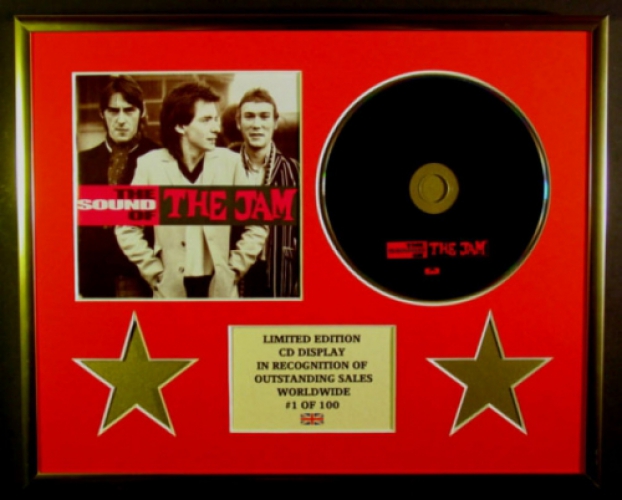 THE
SOUND
OF
THE JAM
THE JAM
LIMITED EDITION
CD DISPLAY
IN RECOGNITION OF
OUTSTANDING SALES
WORLDWIDE
#1 OF 100